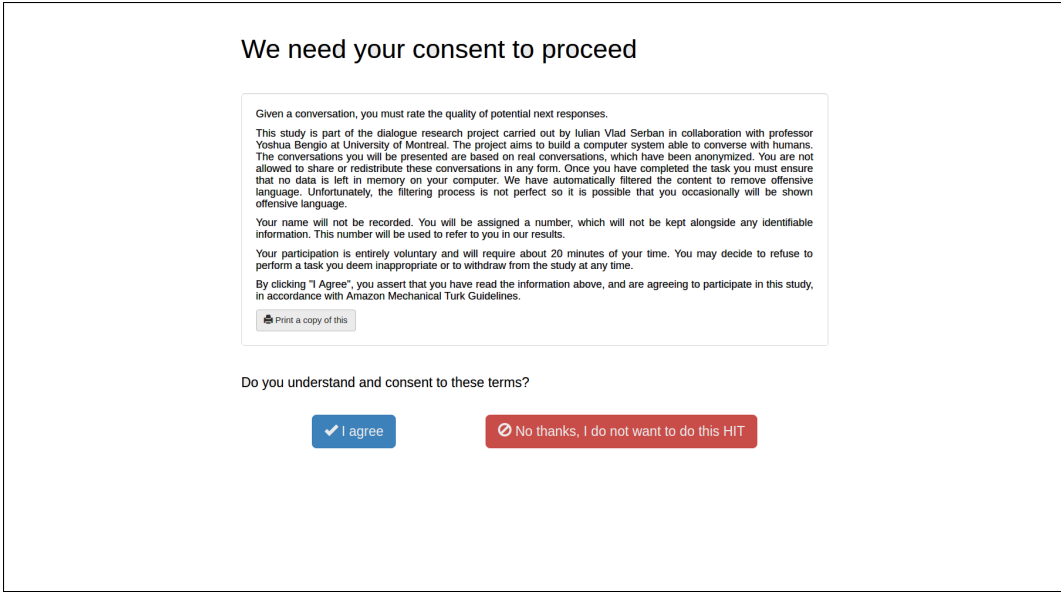 We need your consent to proceed
Given a conversation, you must rate the quality of potential next responses.
This study is part of the dialogue research project carried out by Iulian Vlad Serban in collaboration with professor
Yoshua Bengio at University of Montreal. The project aims to build a computer system able to converse with humans.
The conversations you will be presented are based on real conversations, which have been anonymized. You are not
allowed to share or redistribute these conversations in any form. Once you have completed the task you must ensure
that no data is left in memory on your computer. We have automatically filtered the content to remove offensive
language. Unfortunately, the filtering process is not perfect so it is possible that you occasionally will be shown
offensive language.
Your name will not be recorded. You will be assigned a number, which will not be kept alongside any identifiable
information. This number will be used to refer to you in our results.
Your participation is entirely voluntary and will require about 20 minutes of your time. You may decide to refuse to
perform a task you deem inappropriate or to withdraw from the study at any time.
By clicking "I Agree", you assert that you have read the information above, and are agreeing to participate in this study,
in accordance with Amazon Mechanical Turk Guidelines.
Print a copy of this
Do you understand and consent to these terms?
I agree
No thanks, I do not want to do this HIT